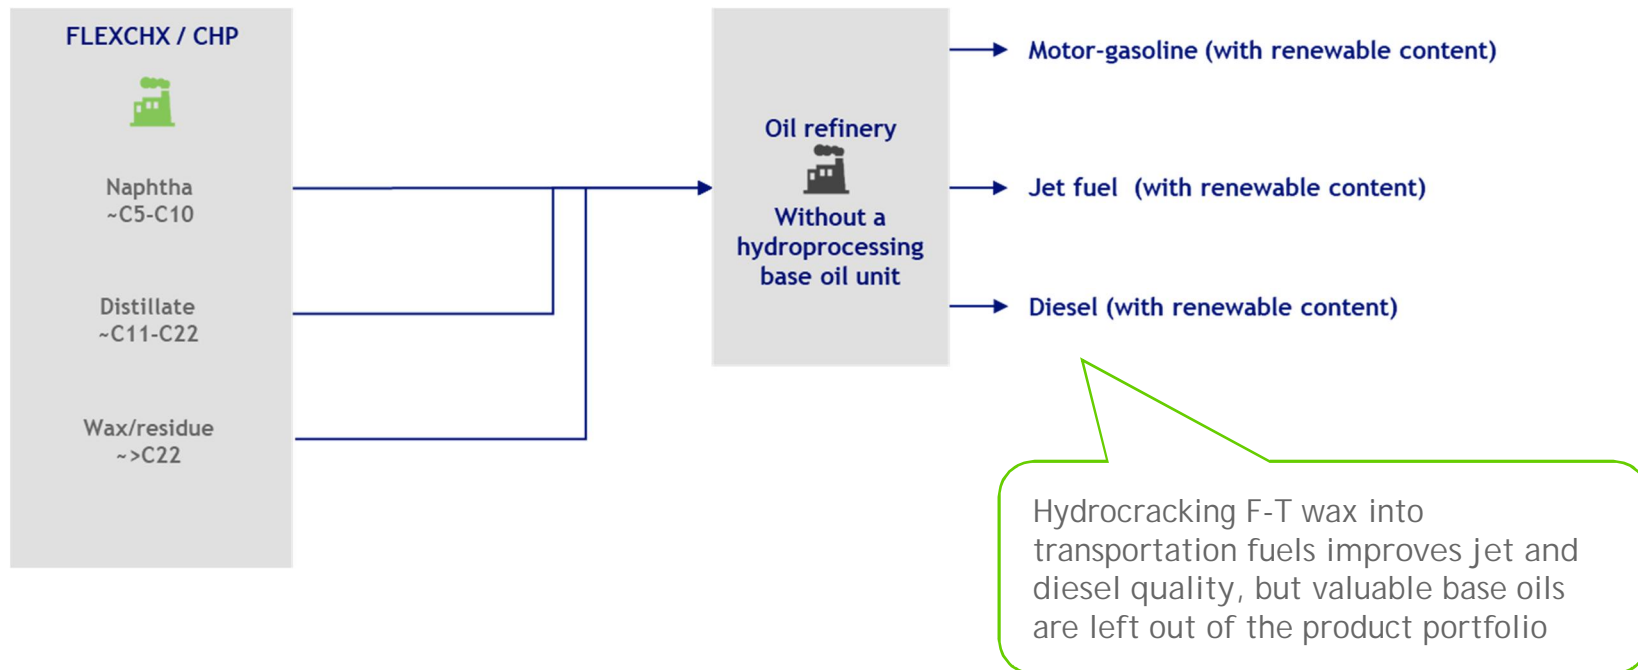 FLEXCHX / CHP
Naphtha
~C5-C10
Distillate
~C11-C22
Wax/residue
~>C22
Oil refinery
Without a
hydroprocessing
base oil unit
Motor-gasoline (with renewable content)
Jet fuel (with renewable content)
Diesel (with renewable content)
Hydrocracking F-T wax into
transportation fuels improves jet and
diesel quality, but valuable base oils
are left out of the product portfolio